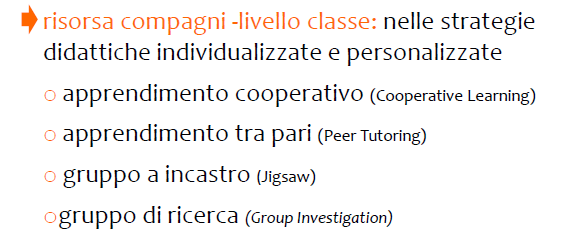 risorsa compagni -livello classe: nelle strategie
didattiche individualizzate e personalizzate
apprendimento cooperativo (Cooperative Learning)
apprendimento tra pari (Peer Tutoring)
gruppo a incastro (Jigsaw)
gruppo di ricerca (Group Investigation)